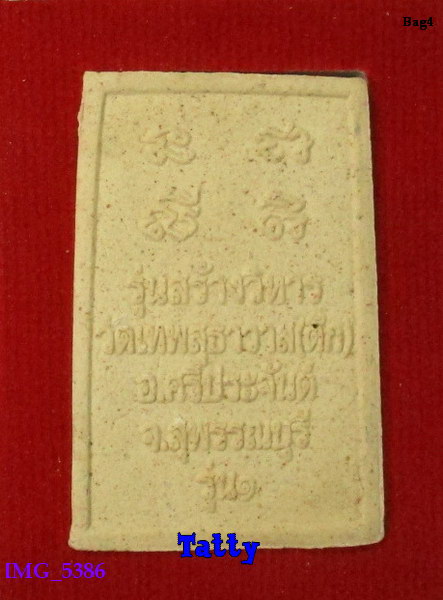 Bag4
รุ่นสร้างวิหาร
วัดเทพสุธาวาส(ตึก)
อ.ศรีประจันต์
จ.สุพรรณบุรี
รุ่น๑
Tatty
IMG_5386